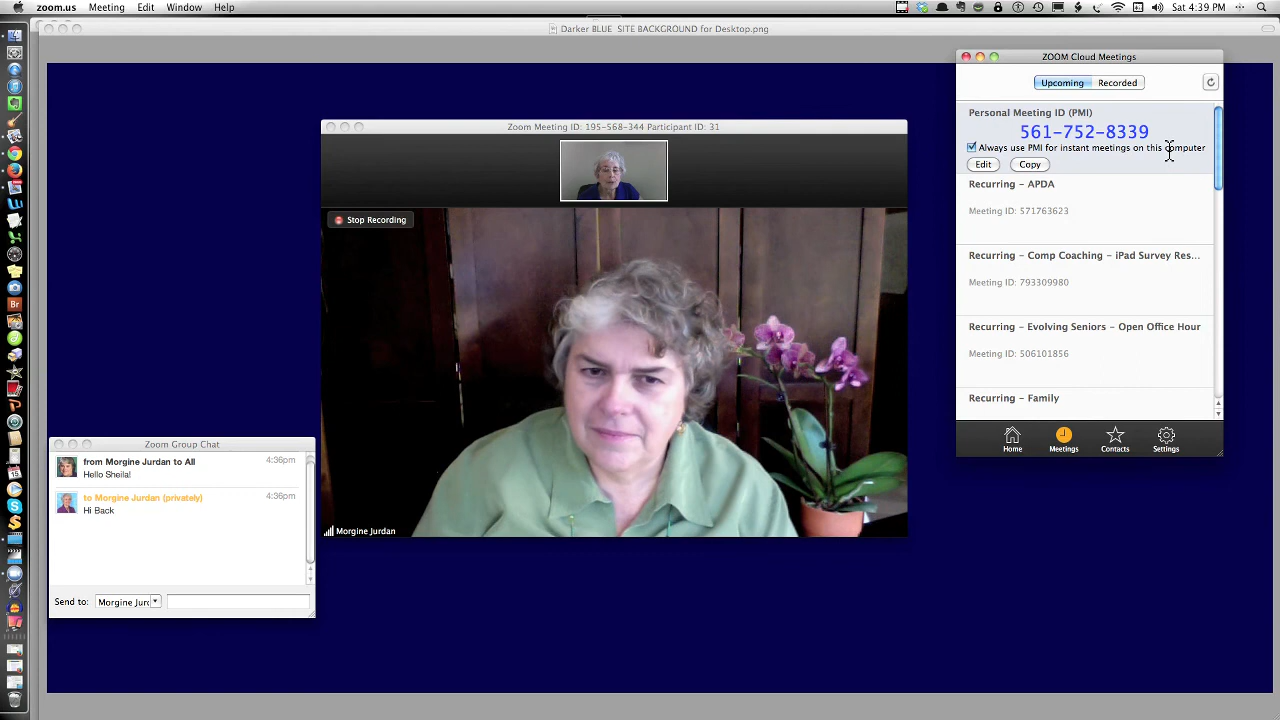 zoom.us Meeting Edit Window Help
Sat 4:39 PM
Darker BLUE SITE BACKGROUND for Desktop.png
ZOOM Cloud Meetings
Upcoming Recorded
Personal Meeting ID (PMI)
561-752-8339
Always use PMI for instant meetings on this computer
Edit Copy
Recurring - APDA
Meeting ID: 571763623
Recurring - Comp Coaching - iPad Survey Res...
Meeting ID: 793309980
Recurring - Evolving Seniors - Open Office Hour
Meeting ID: 506101856
Recurring - Family
Home Meetings Contacts Settings
Zoom Meeting ID: 195-568-344 Participant ID: 31
Stop Recording
Morgine Jurdan
Zoom Group Chat
from Morgine Jurdan to All 4:36pm
Hello Sheila!
to Morgine Jurdan (privately) 4:36pm
Hi Back
Send to: Morgine Jurc
Br
15